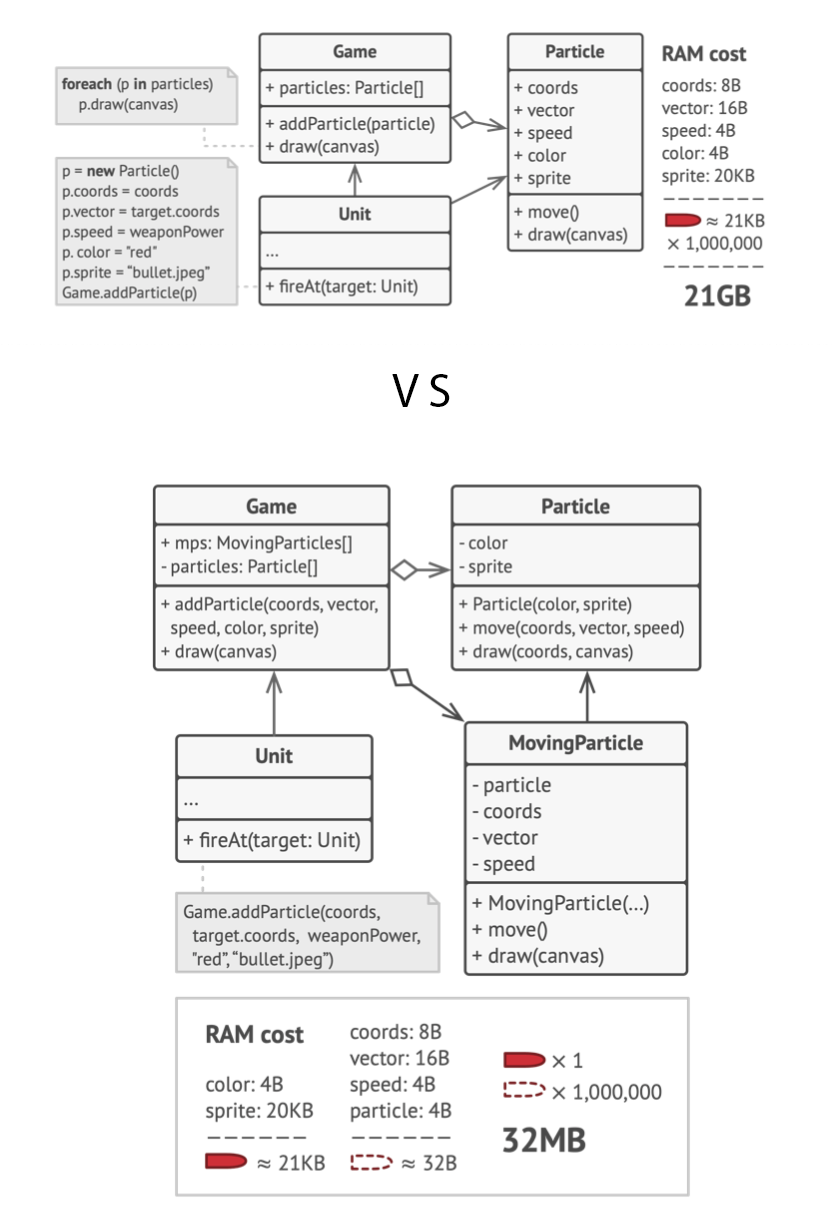 foreach (p in particles)
p.draw(canvas)
p = new Particle()
p.coords = coords
p.vector = target.coords
p.speed = weaponPower
p. color = "red"
p.sprite = “bullet.jpeg”
Game.addParticle(p)
Game
+ particles: Particle[]
+ addParticle(particle)
+ draw(canvas)
Unit
...
+ fireAt(target: Unit)
Particle
+ coords
+ vector
+ speed
+ color
+ sprite
+ move()
+ draw(canvas)
RAM cost
coords: 8B
vector: 16B
speed: 4B
color: 4B
sprite: 20KB
≈ 21KB
× 1,000,000
21GB
VS
Game
+ mps: MovingParticles[]
- particles: Particle[]
+ addParticle(coords, vector,
speed, color, sprite)
+ draw(canvas)
Particle
- color
- sprite
+ Particle(color, sprite)
+ move(coords, vector, speed)
+ draw(coords, canvas)
Unit
...
+ fireAt(target: Unit)
Game.addParticle(coords,
target.coords, weaponPower,
"red”,“bullet.jpeg”)
MovingParticle
- particle
- coords
- vector
- speed
+ MovingParticle(...)
+ move()
+ draw(canvas)
RAM cost
color: 4B
sprite: 20KB
≈ 21KB
coords: 8B
vector: 16B
speed: 4B
particle: 4B
≈ 32B
× 1
× 1,000,000
32MB